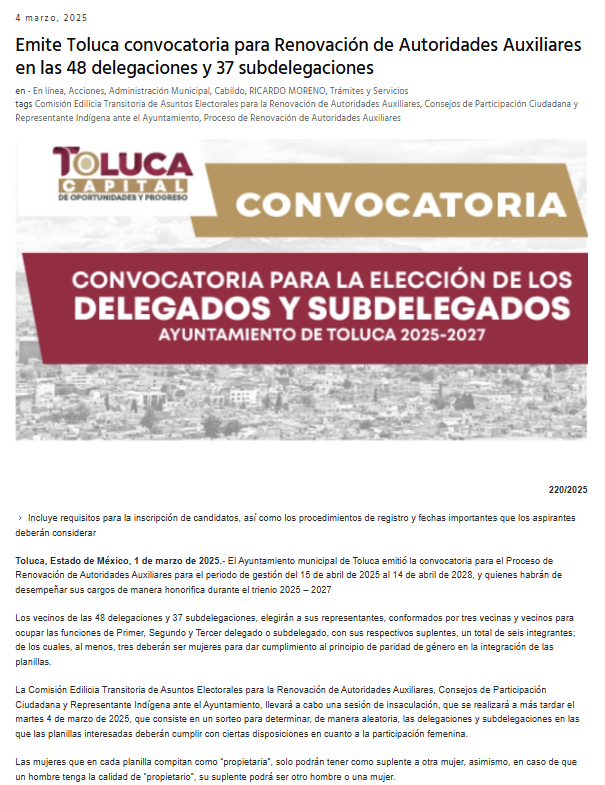 4 marzo, 2025
Emite Toluca convocatoria para Renovación de Autoridades Auxiliares
en las 48 delegaciones y 37 subdelegaciones
en - En línea, Acciones, Administración Municipal, Cabildo, RICARDO MORENO, Trámites y Servicios
tags Comisión Edilicia Transitoria de Asuntos Electorales para la Renovación de Autoridades Auxiliares, Consejos de Participación Ciudadana y
Representante Indígena ante el Ayuntamiento, Proceso de Renovación de Autoridades Auxiliares
TOLUCA
CAPITAL
DE OPORTUNIDADES Y PROGRESO
CONVOCATORIA
CONVOCATORIA PARA LA ELECCIÓN DE LOS
DELEGADOS Y SUBDELEGADOS
AYUNTAMIENTO DE TOLUCA 2025-2027
220/2025
› Incluye requisitos para la inscripción de candidatos, así como los procedimientos de registro y fechas importantes que los aspirantes
deberán considerar
Toluca, Estado de México, 1 de marzo de 2025.- El Ayuntamiento municipal de Toluca emitió la convocatoria para el Proceso de
Renovación de Autoridades Auxiliares para el periodo de gestión del 15 de abril de 2025 al 14 de abril de 2028, y quienes habrán de
desempeñar sus cargos de manera honorifica durante el trienio 2025 – 2027
Los vecinos de las 48 delegaciones y 37 subdelegaciones, elegirán a sus representantes, conformados por tres vecinas y vecinos para
ocupar las funciones de Primer, Segundo y Tercer delegado o subdelegado, con sus respectivos suplentes, un total de seis integrantes;
de los cuales, al menos, tres deberán ser mujeres para dar cumplimiento al principio de paridad de género en la integración de las
planillas.
La Comisión Edilicia Transitoria de Asuntos Electorales para la Renovación de Autoridades Auxiliares, Consejos de Participación
Ciudadana y Representante Indígena ante el Ayuntamiento, llevará a cabo una sesión de insaculación, que se realizará a más tardar el
martes 4 de marzo de 2025, que consiste en un sorteo para determinar, de manera aleatoria, las delegaciones y subdelegaciones en las
que las planillas interesadas deberán cumplir con ciertas disposiciones en cuanto a la participación femenina.
Las mujeres que en cada planilla compitan como "propietaria", solo podrán tener como suplente a otra mujer, asimismo, en caso de que
un hombre tenga la calidad de "propietario", su suplente podrá ser otro hombre o una mujer.